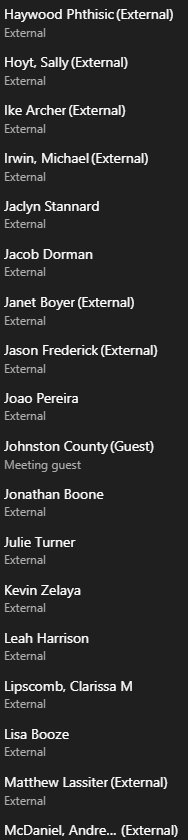 Haywood Phthisic (External)
External
Hoyt, Sally (External)
External
Ike Archer (External)
External
Irwin, Michael (External)
External
Jaclyn Stannard
External
Jacob Dorman
External
Janet Boyer (External)
External
Jason Frederick (External)
External
Joao Pereira
External
Johnston County (Guest)
Meeting guest
Jonathan Boone
External
Julie Turner
External
Kevin Zelaya
External
Leah Harrison
External
Lipscomb, Clarissa M
External
Lisa Booze
External
Matthew Lassiter (External)
External
McDaniel, Andre... (External)